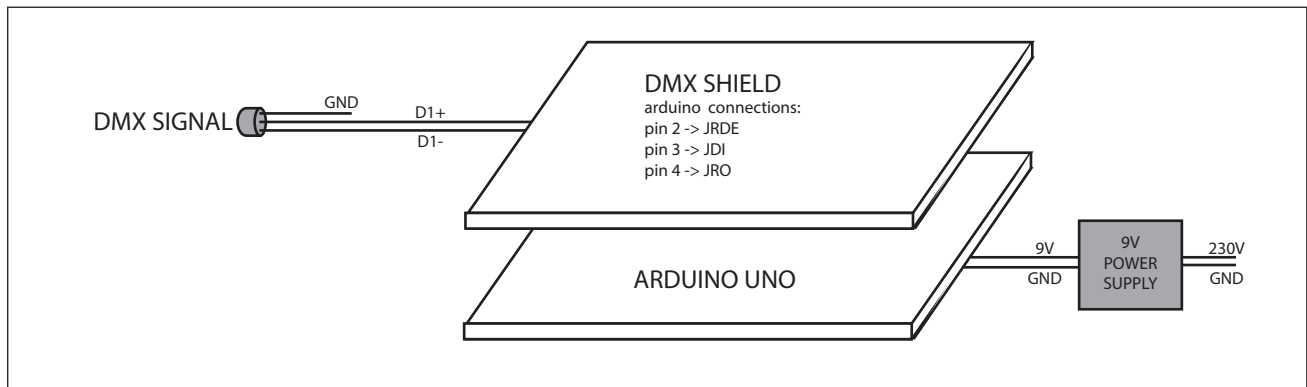 DMX SIGNAL
GND
D1+
D1-
DMX SHIELD
arduino connections:
pin 2 -> JRDE
pin 3 -> JDI
pin 4 -> JRO
ARDUINO UNO
9V
GND
9V
POWER
SUPPLY
230V
GND